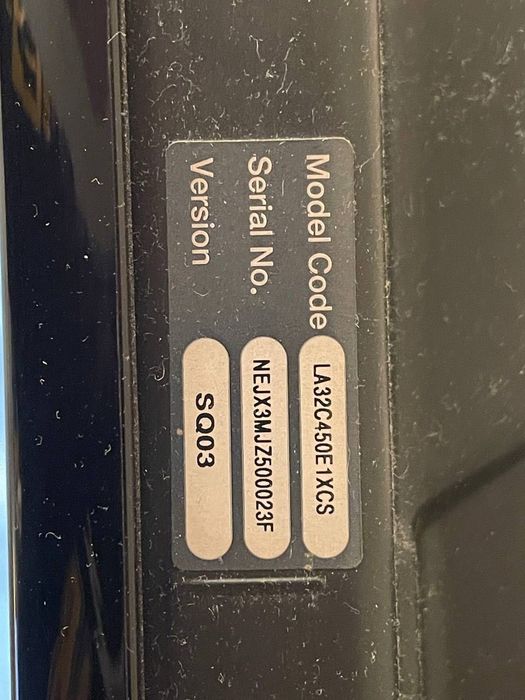 Model Code LA32C450E1XCS
Serial No. NEJX3MJZ500023F
Version SQ03